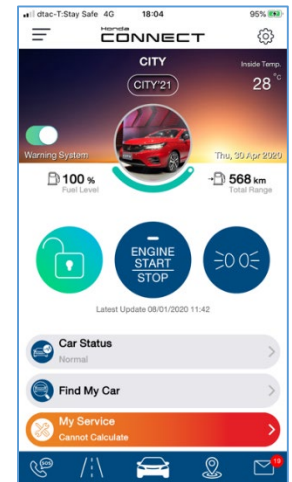 dtac-T:Stay Safe 4G 18:04 95%
Honda
CONNECT
CITY
Inside Temp.
CITY'21
28 °C
Warning System
Thu, 30 Apr 2020
100 %
Fuel Level
568 km
Total Range
ENGINE
START
STOP
Latest Update 08/01/2020 11:42
Car Status
Normal
Find My Car
My Service
Cannot Calculate
SOS
19